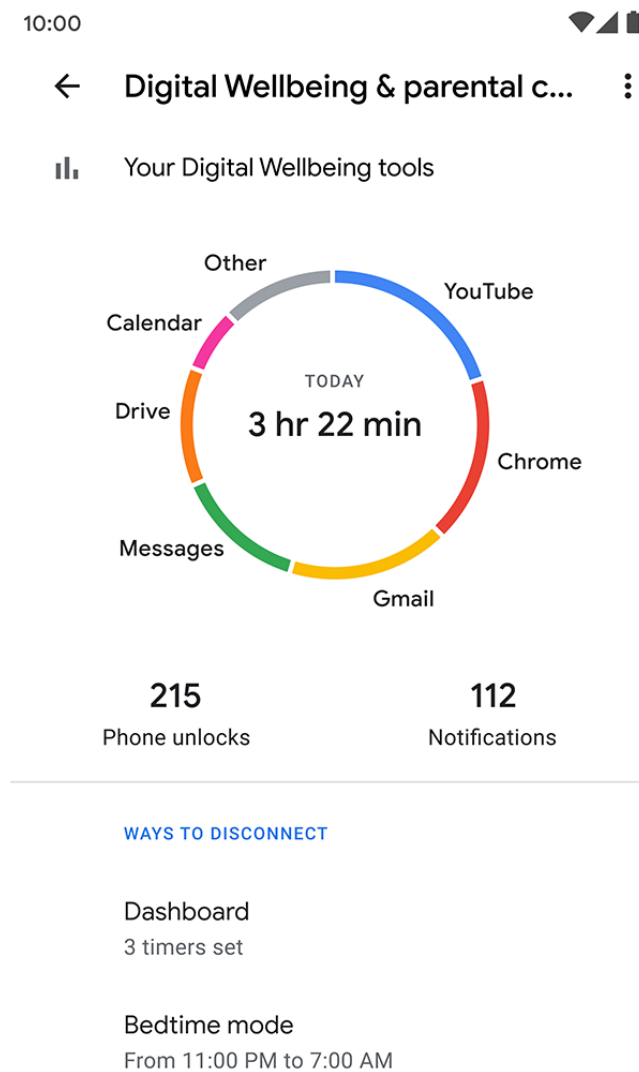 10:00
Digital Wellbeing & parental c...
Your Digital Wellbeing tools
Other
YouTube
Calendar
TODAY
Drive
3 hr 22 min
Chrome
Messages
Gmail
215
Phone unlocks
112
Notifications
WAYS TO DISCONNECT
Dashboard
3 timers set
Bedtime mode
From 11:00 PM to 7:00 AM